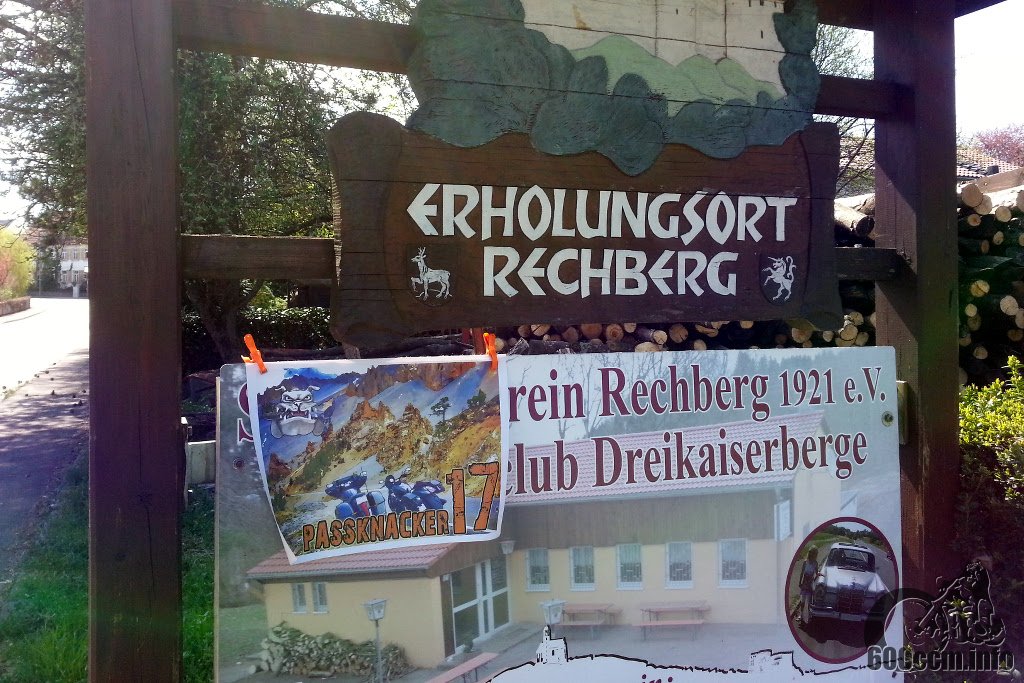 ERHOLUNGSORT
RECHBERG
rein Rechberg 1921 e.V.
club Dreikaiserberge
PASSKNACKER 17
600ccm.info